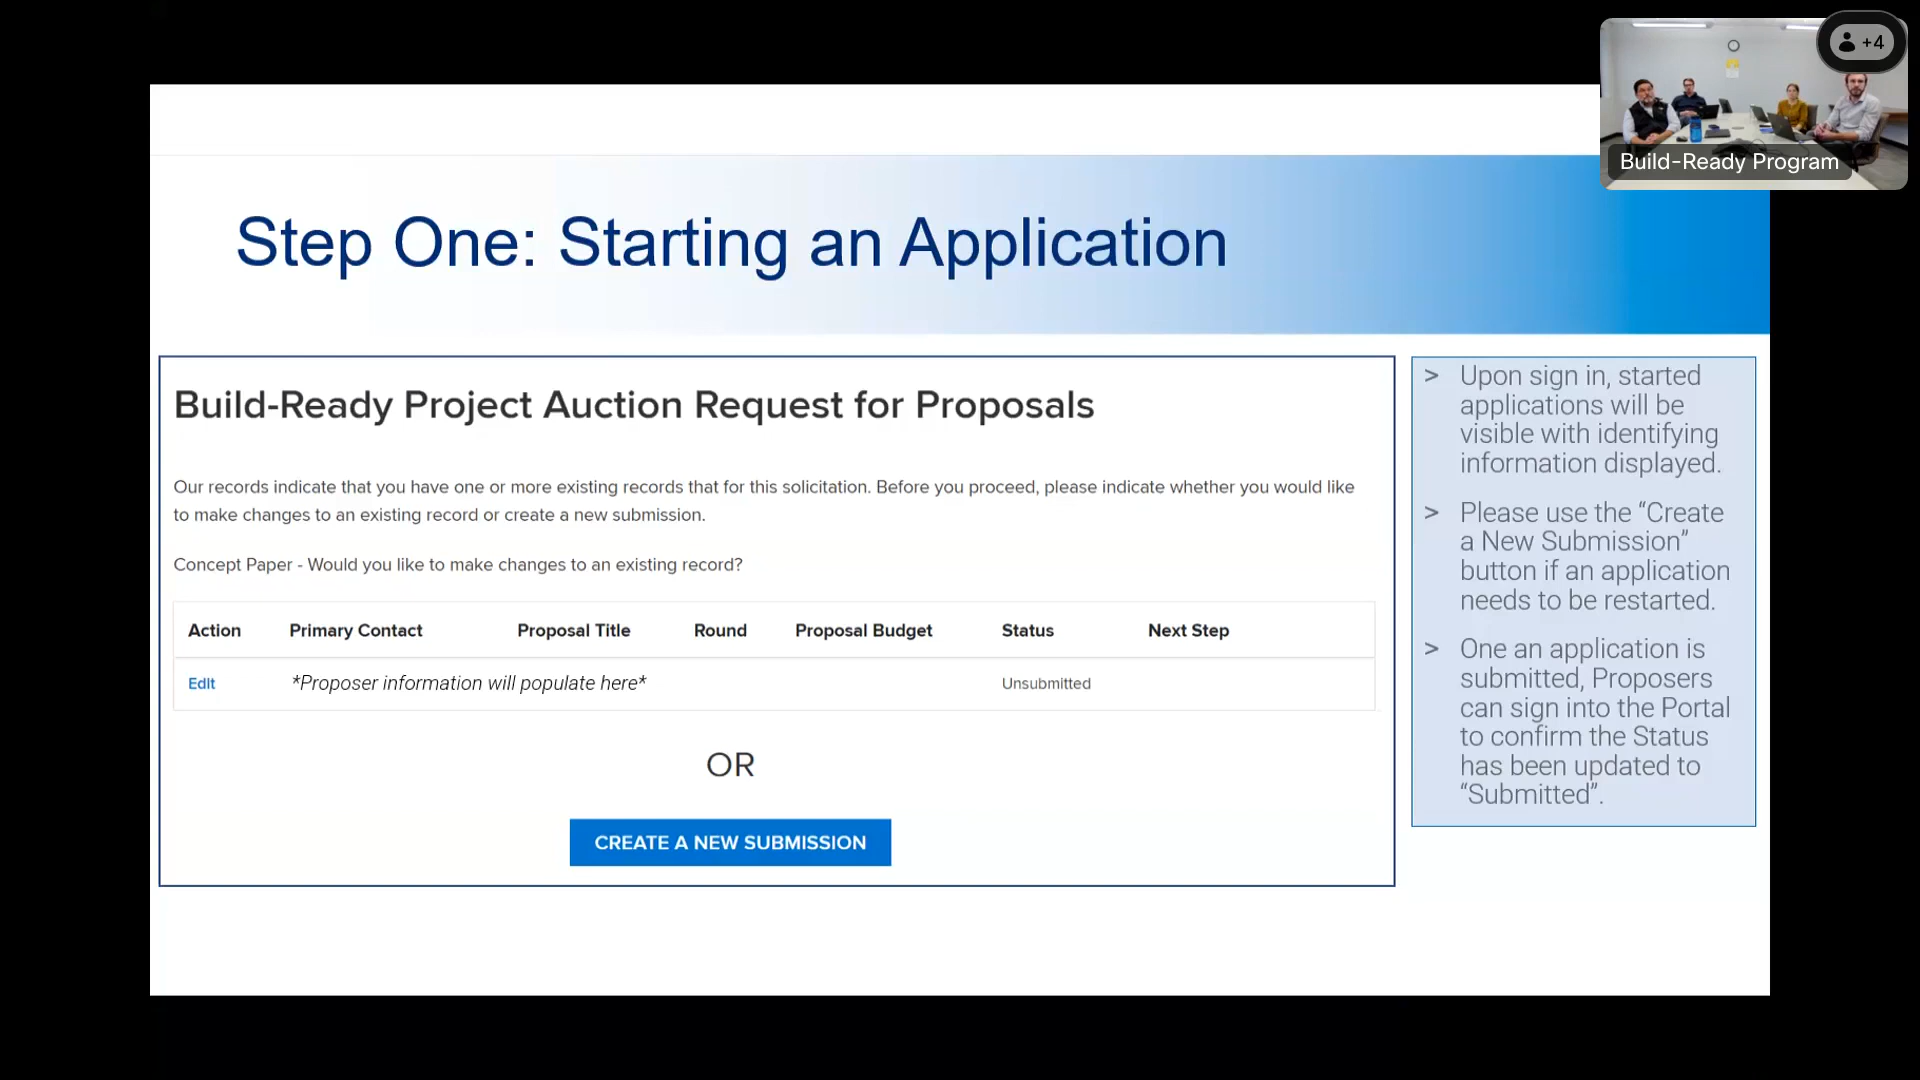 +4
Build-Ready Program
Step One: Starting an Application
Build-Ready Project Auction Request for Proposals
Our records indicate that you have one or more existing records that for this solicitation. Before you proceed, please indicate whether you would like
to make changes to an existing record or create a new submission.
Concept Paper - Would you like to make changes to an existing record?
Action Primary Contact Proposal Title Round Proposal Budget Status Next Step
Edit *Proposer information will populate here* Unsubmitted
OR
CREATE A NEW SUBMISSION
> Upon sign in, started
applications will be
visible with identifying
information displayed.
> Please use the “Create
a New Submission”
button if an application
needs to be restarted.
> One an application is
submitted, Proposers
can sign into the Portal
to confirm the Status
has been updated to
“Submitted”.